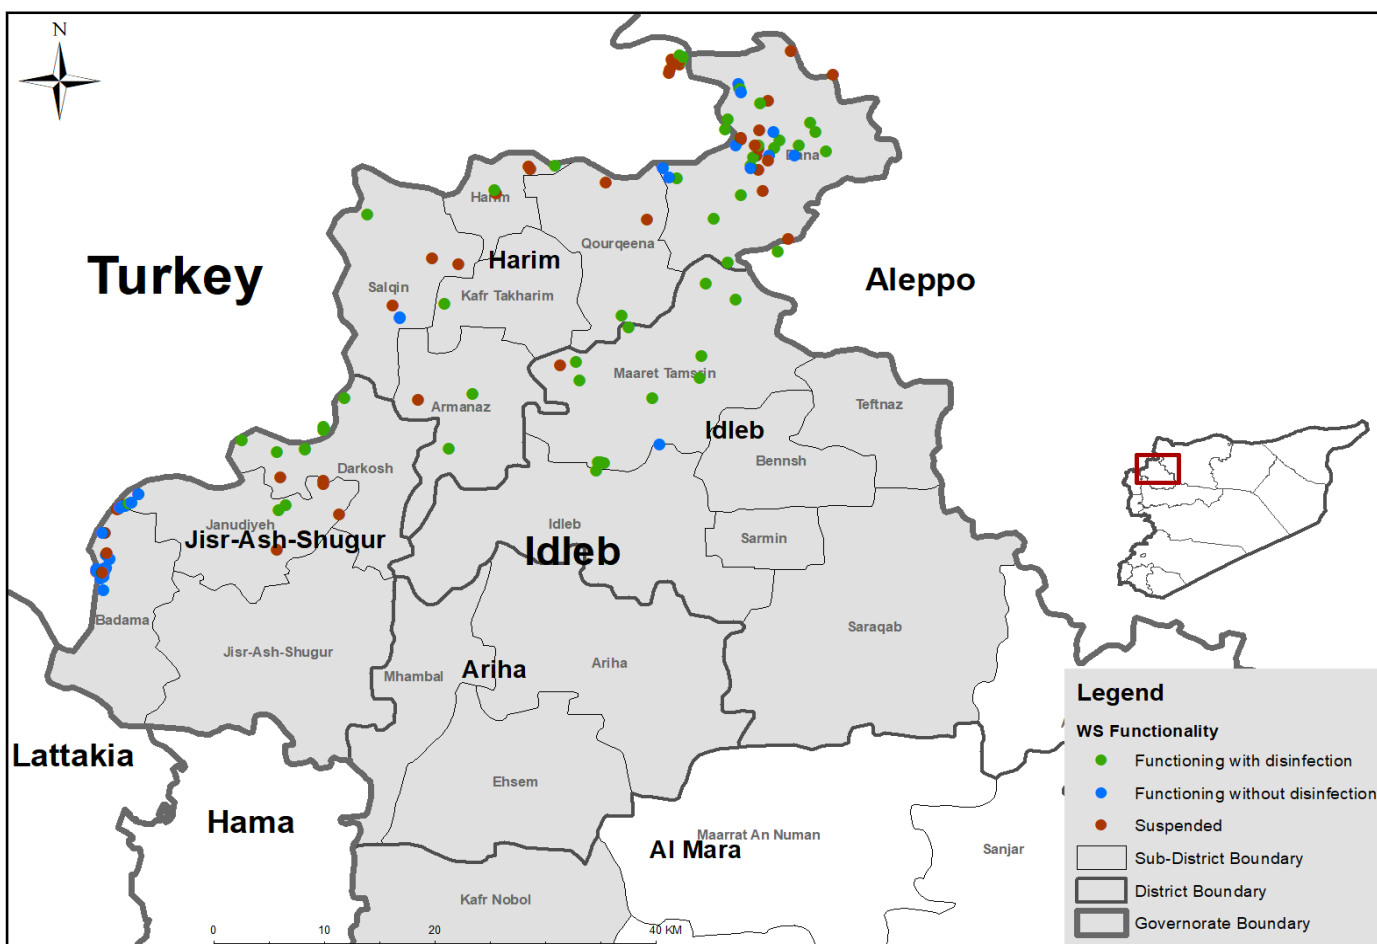 N
Dana
Harim
Qourqeena
Harim
Turkey
Aleppo
Salqin
Kafr Takharim
Maaret Tamsrin
Armanaz
Teftnaz
Idleb
Bennsh
Darkosh
Janudiyeh
Idleb
Jisr-Ash-Shugur
Sarmin
Idleb
Badama
Saraqab
Jisr-Ash-Shugur
Ariha
Mhambal
Ariha
Lattakia
Ehsem
Hama
Maarrat An Numan
Al Mara
Sanjar
Kafr Nobol
0 20 40 KM
Legend
WS Functionality
Functioning with disinfection
Functioning without disinfection
Suspended
Sub-District Boundary
District Boundary
Governorate Boundary